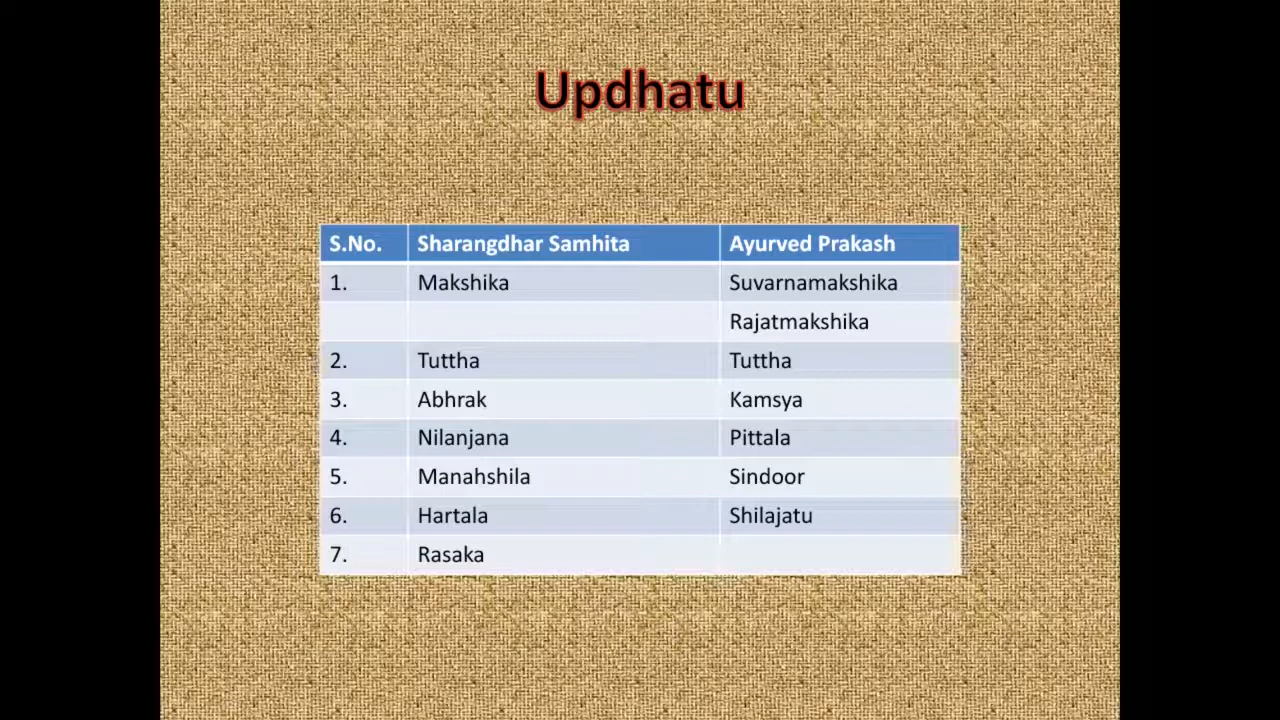 Updhatu
S.No. Sharangdhar Samhita Ayurved Prakash
1. Makshika Suvarnamakshika
Rajatmakshika
2. Tuttha Tuttha
3. Abhrak Kamsya
4. Nilanjana Pittala
5. Manahshila Sindoor
6. Hartala Shilajatu
7. Rasaka